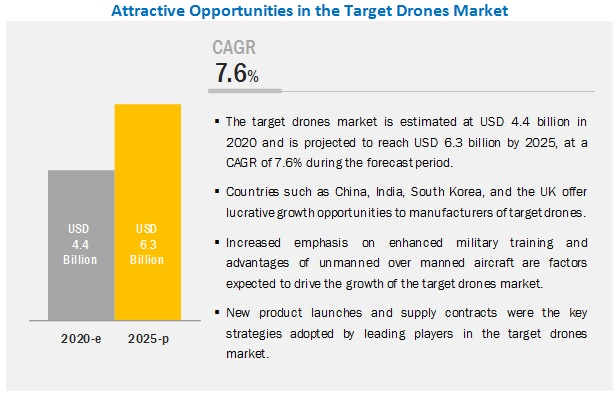 Attractive Opportunities in the Target Drones Market
CAGR
7.6%
▪ The target drones market is estimated at USD 4.4 billion in
2020 and is projected to reach USD 6.3 billion by 2025, at a
CAGR of 7.6% during the forecast period.
▪ Countries such as China, India, South Korea, and the UK offer
lucrative growth opportunities to manufacturers of target drones.
▪ Increased emphasis on enhanced military training and
advantages of unmanned over manned aircraft are factors
expected to drive the growth of the target drones market.
▪ New product launches and supply contracts were the key
strategies adopted by leading players in the target drones
market.
USD
4.4
Billion
USD
6.3
Billion
2020-e
2025-p